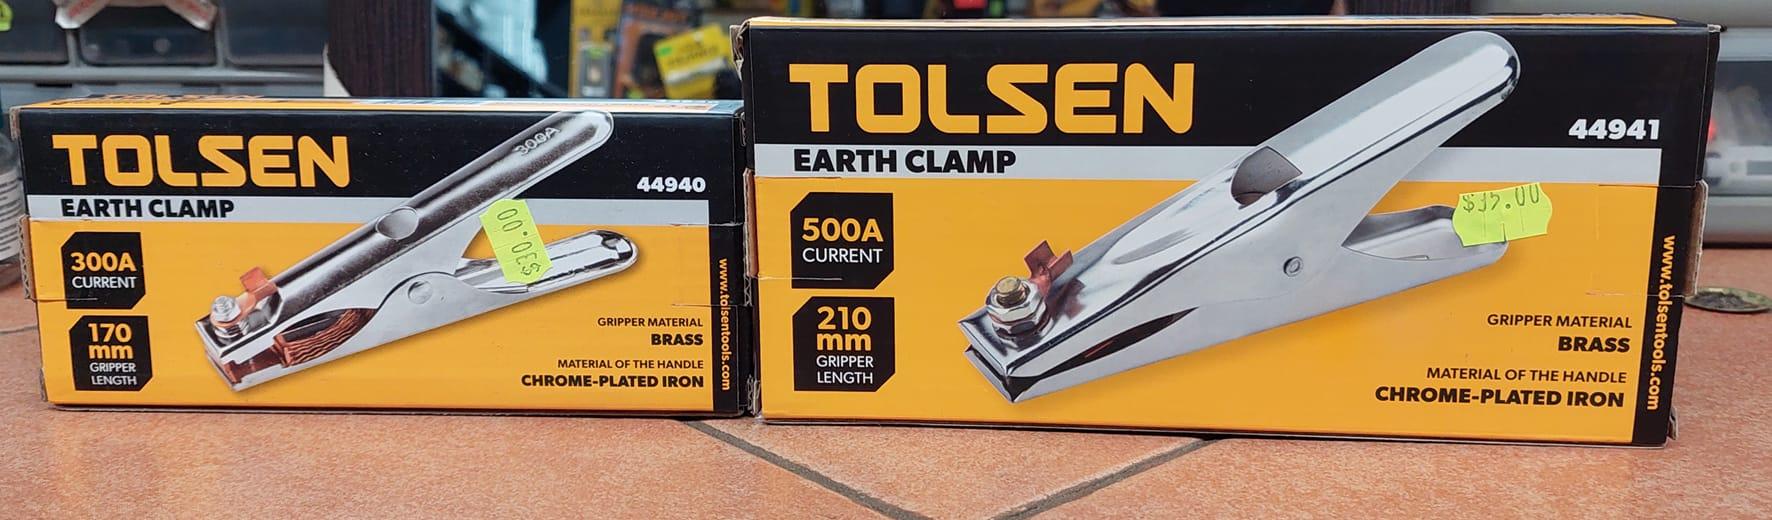 TOLSEN
44940
EARTH CLAMP
300A
CURRENT
170
mm
GRIPPER
LENGTH
300A
$30.00
GRIPPER MATERIAL
BRASS
MATERIAL OF THE HANDLE
CHROME-PLATED IRON
www.tolsentools.com
TOLSEN
44941
EARTH CLAMP
500A
CURRENT
210
mm
GRIPPER
LENGTH
$35.00
GRIPPER MATERIAL
BRASS
MATERIAL OF THE HANDLE
CHROME-PLATED IRON
www.tolsentools.com